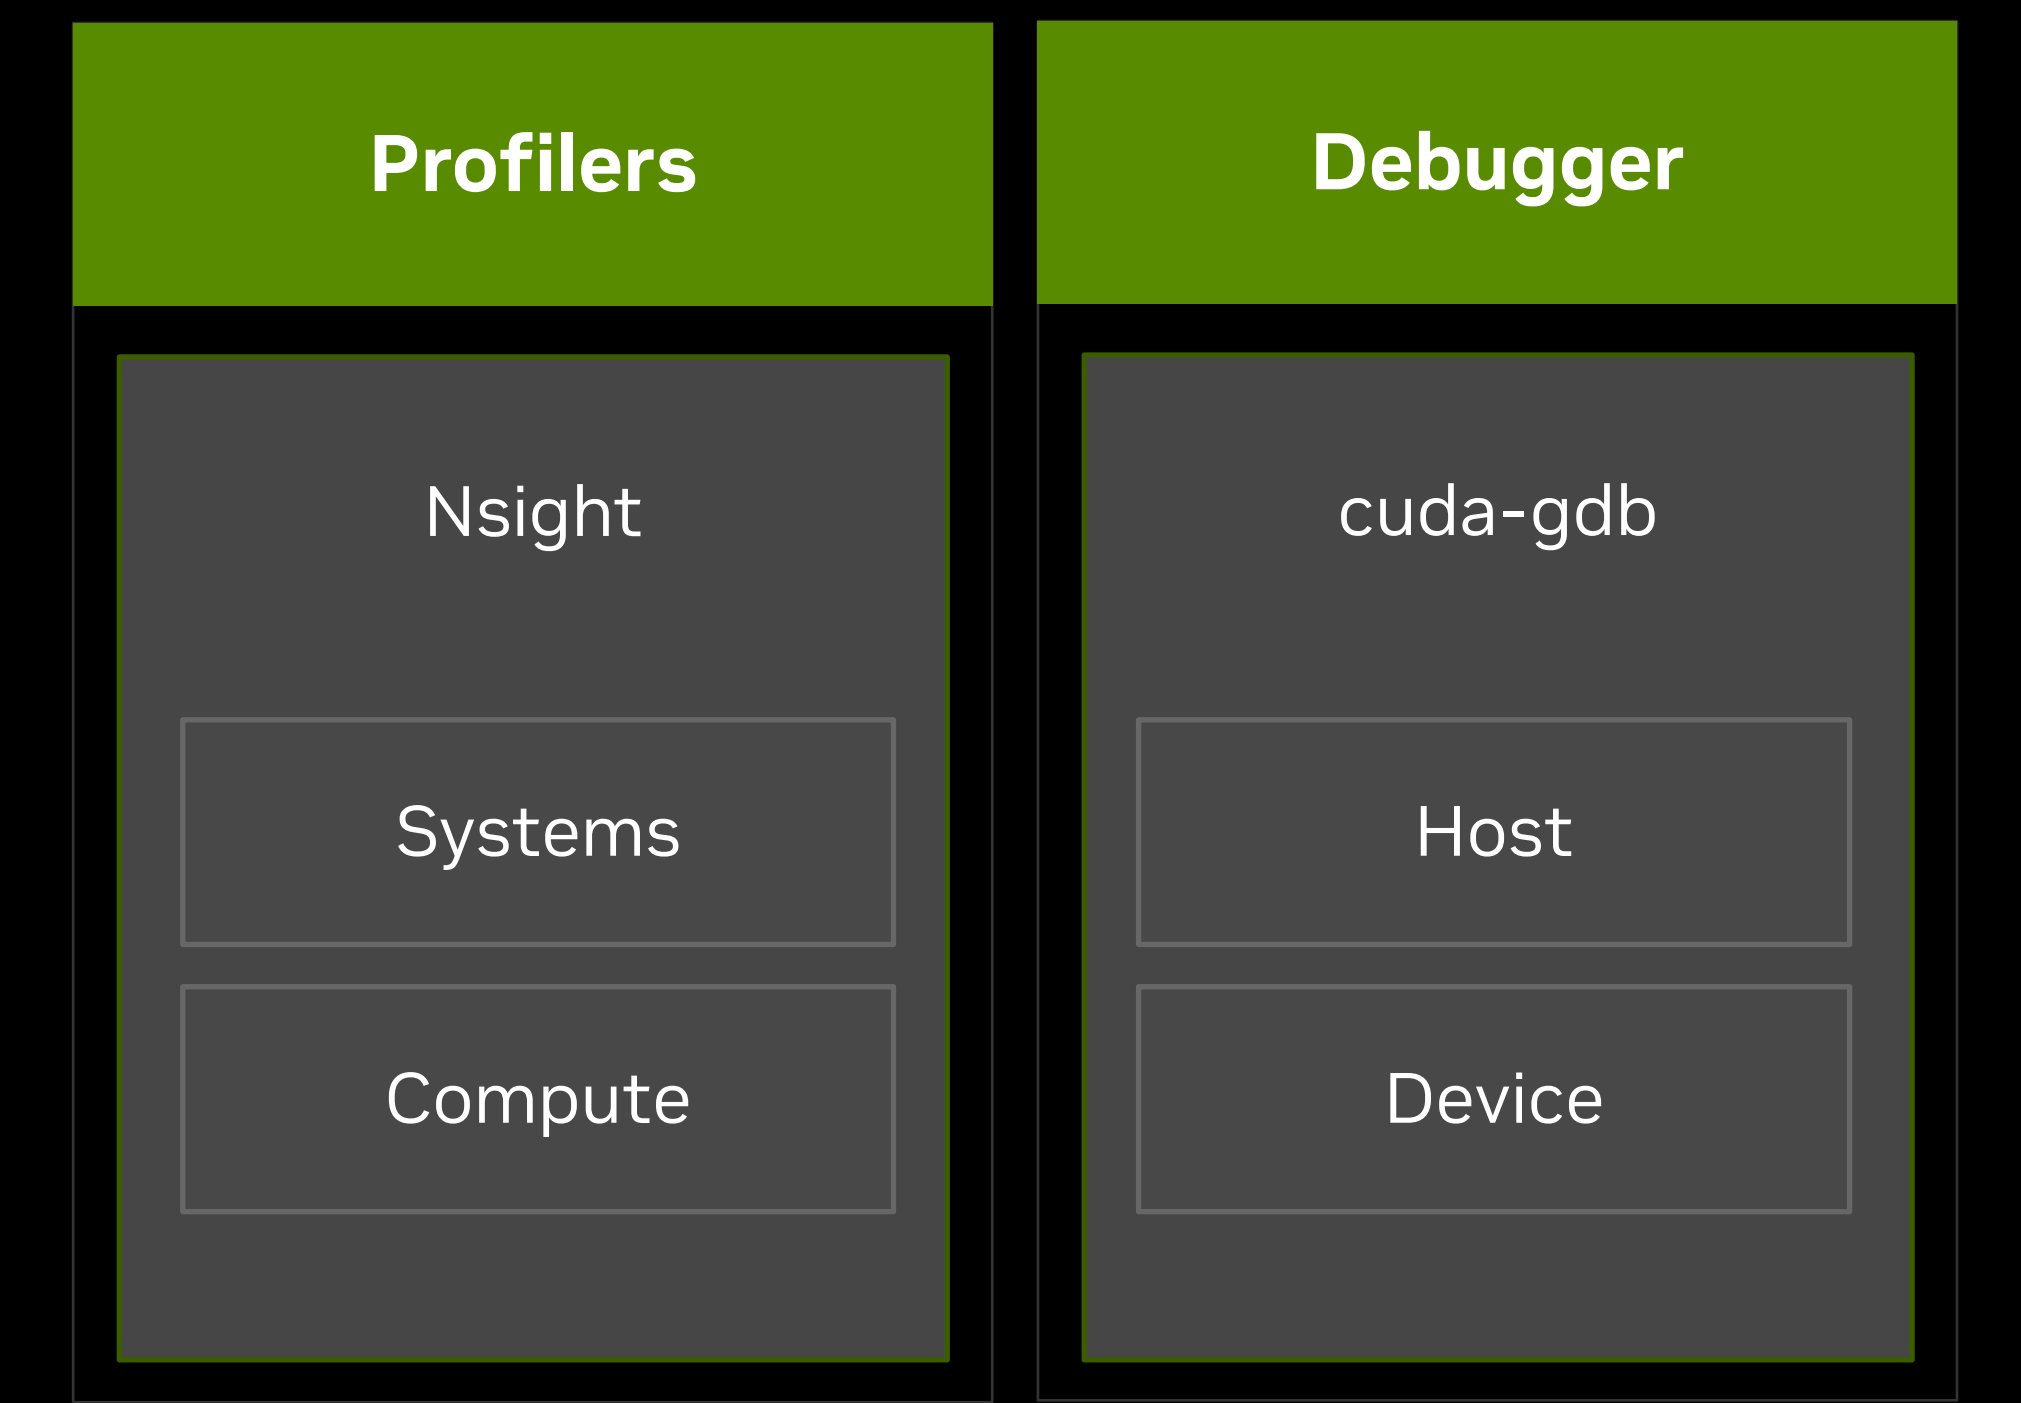 Profilers
Nsight
Systems
Compute
Debugger
cuda-gdb
Host
Device